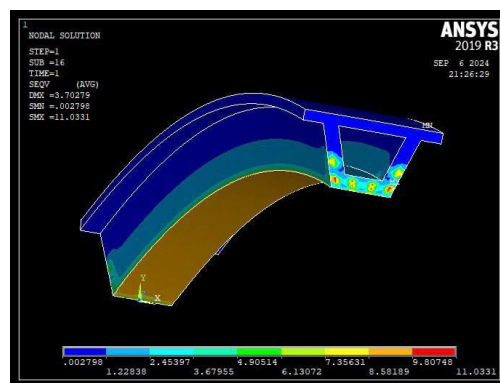 1
NODAL SOLUTION
STEP=1
SUB =16
TIME=1
SEQV (AVG)
DMX =3.70279
SMN =.002798
SMX =11.0331
ANSYS
2019 R3
SEP 6 2024
21:26:29
MN
MX
Y
X
.002798 2.45397 4.90514 7.35631 9.80748
1.22838 3.67955 6.13072 8.58189 11.0331